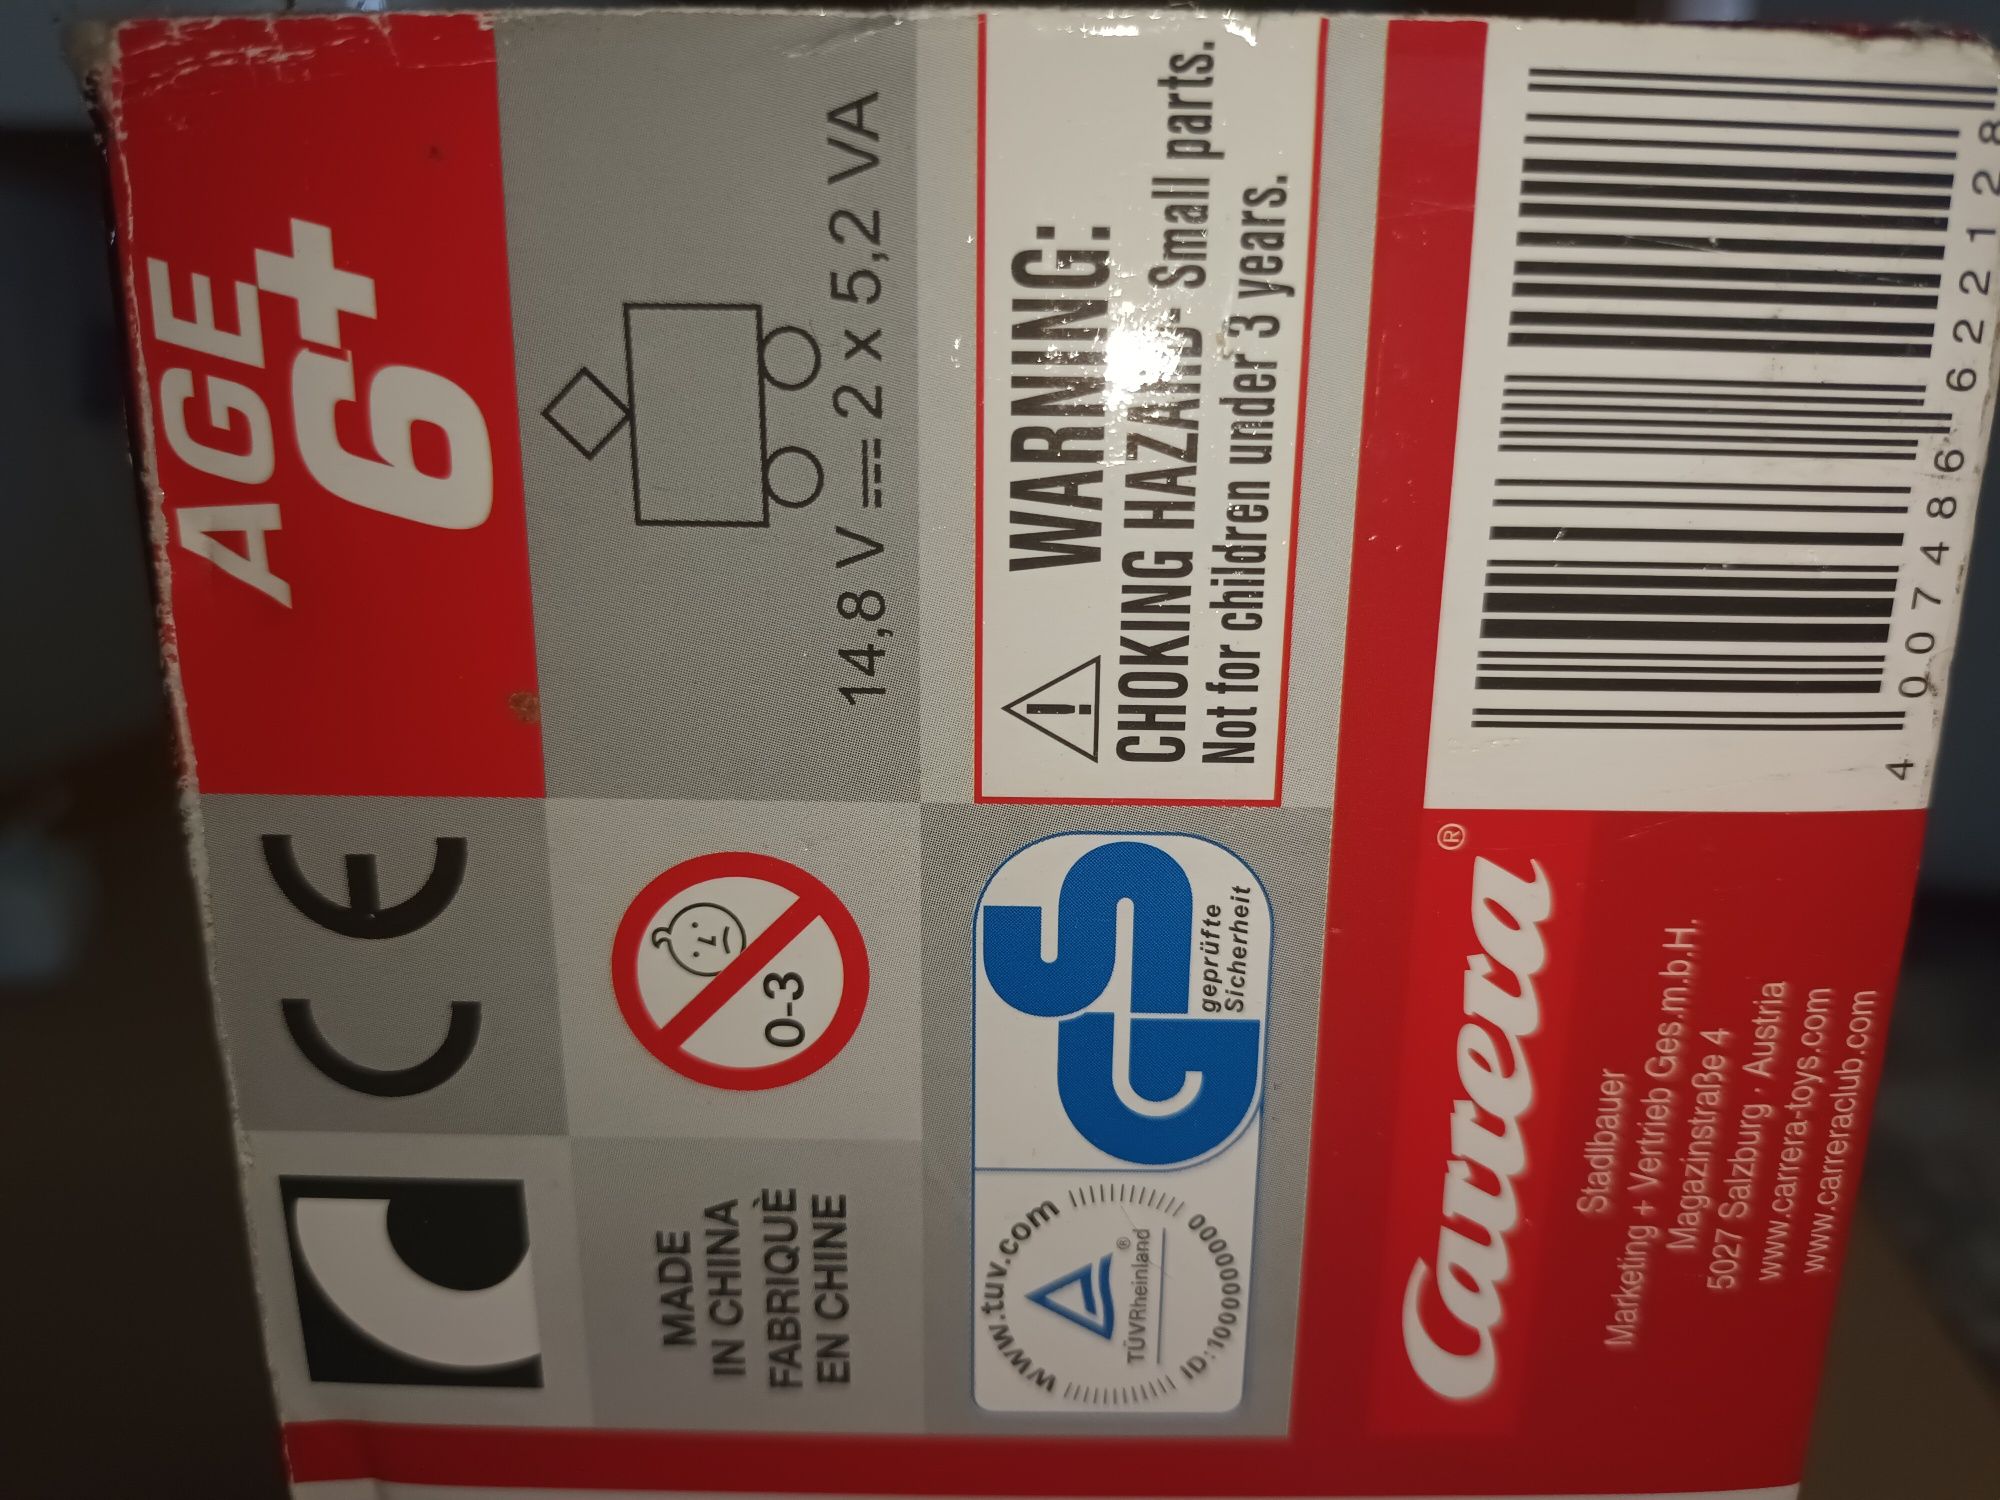 AGE
6+
CE
14,8 V ⎓ 2 x 5,2 VA
0-3
MADE
IN CHINA
FABRIQUÈ
EN CHINE
WARNING:
CHOKING HAZARD- Small parts.
Not for children under 3 years.
GS
geprüfte
Sicherheit
www.tuv.com
TÜVRheinland®
ID:1000000000
Carrera®
Stadlbauer
Marketing + Vertrieb Ges.m.b.H.
Magazinstraße 4
5027 Salzburg · Austria
www.carrera-toys.com
www.carreraclub.com
4 007486 622128